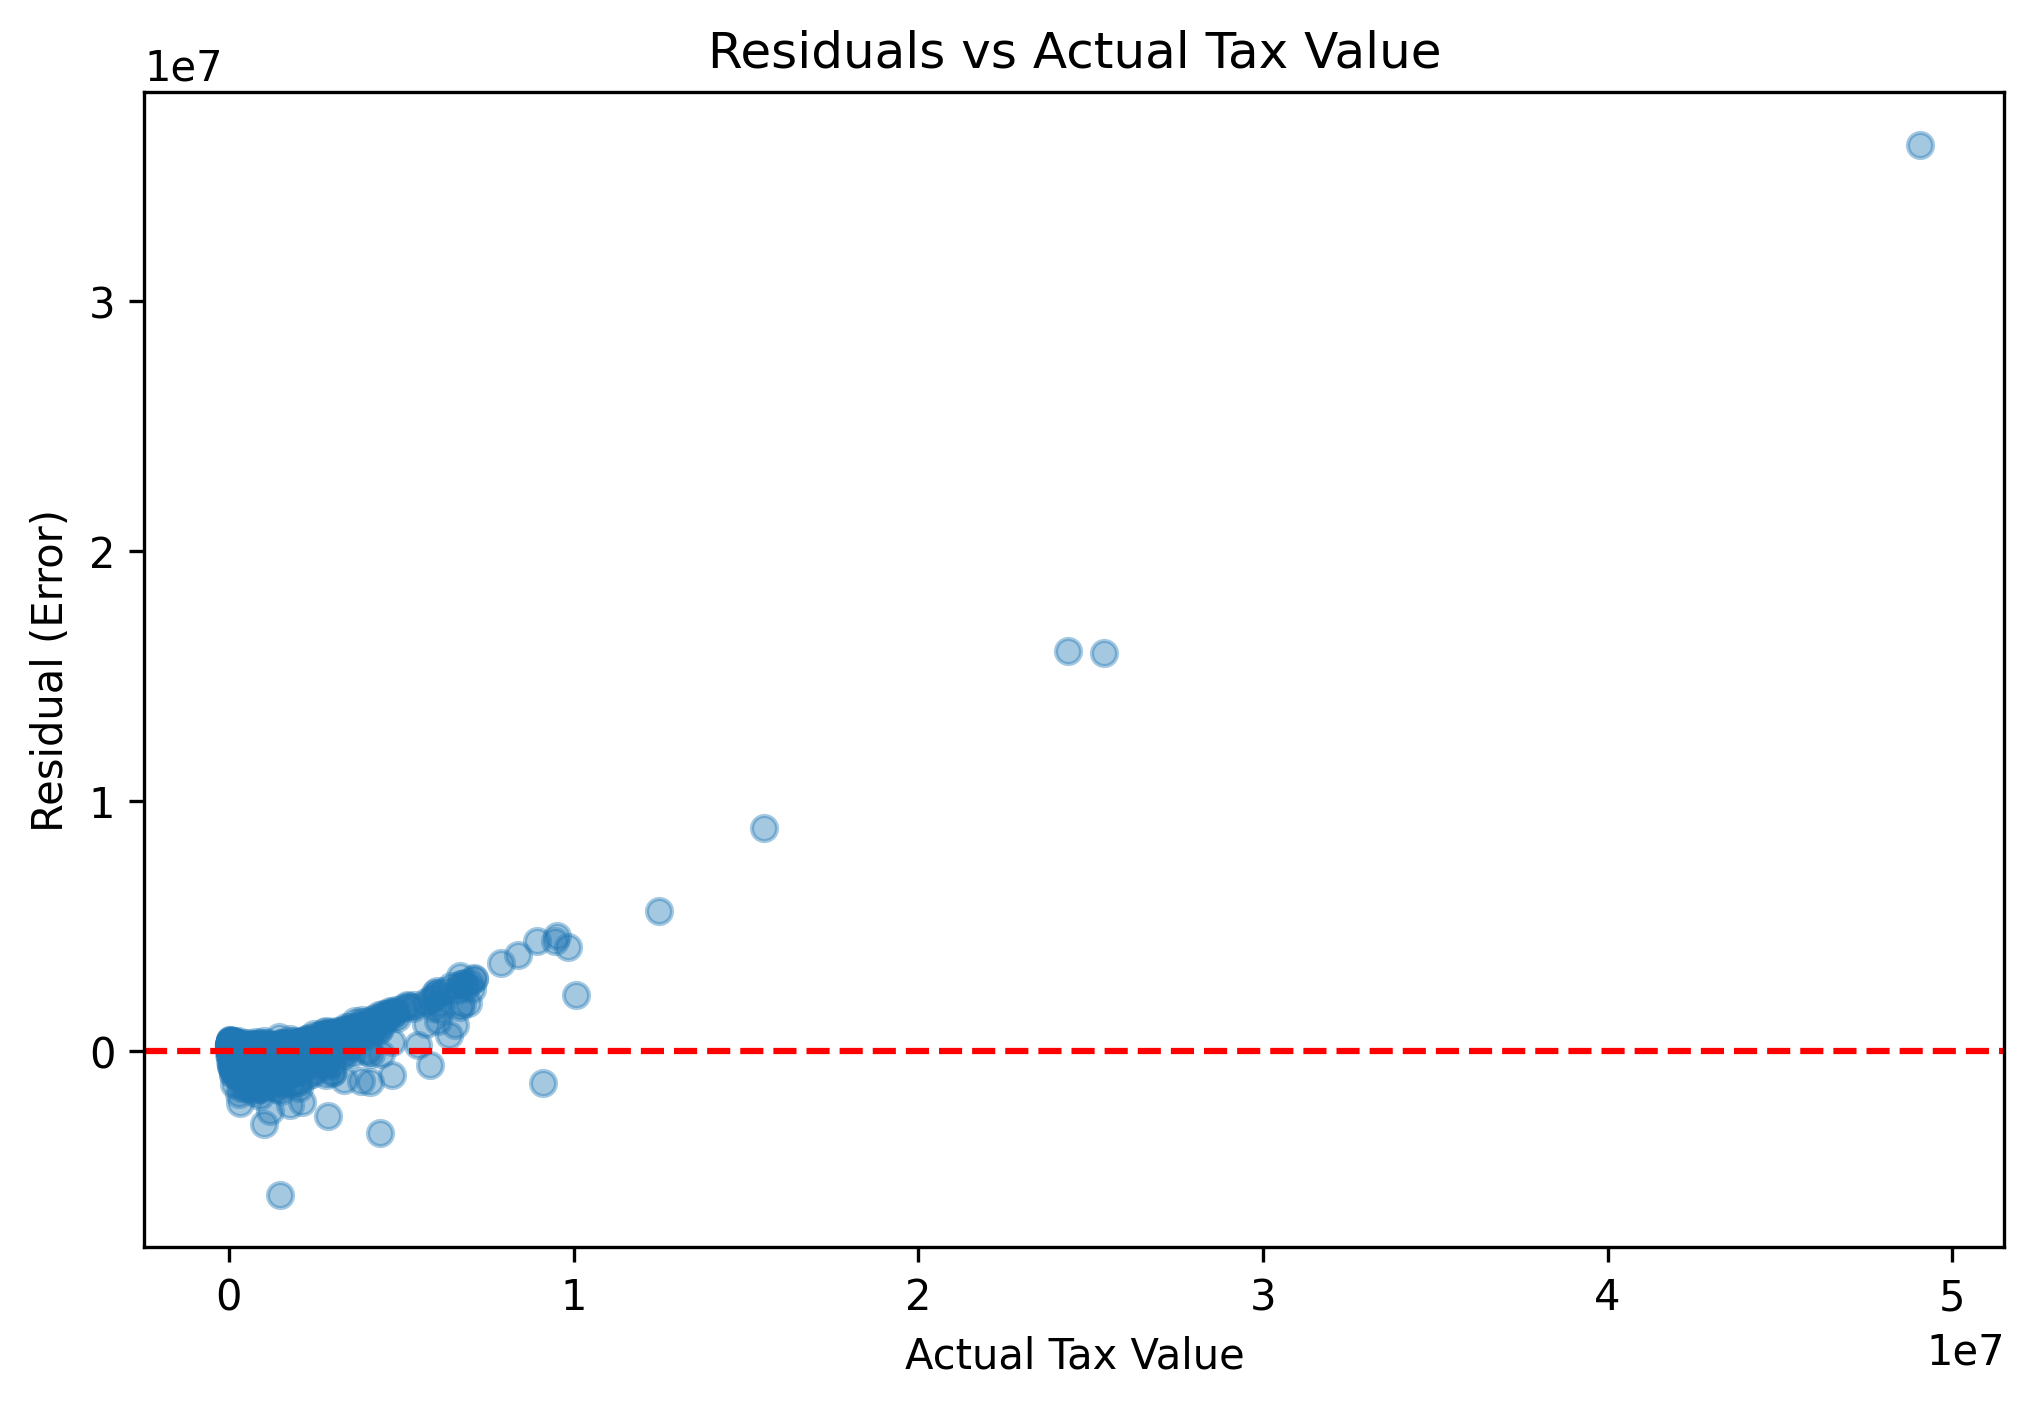 Residuals vs Actual Tax Value
1e7
3
2
1
0
Residual (Error)
0 1 2 3 4 5
1e7
Actual Tax Value